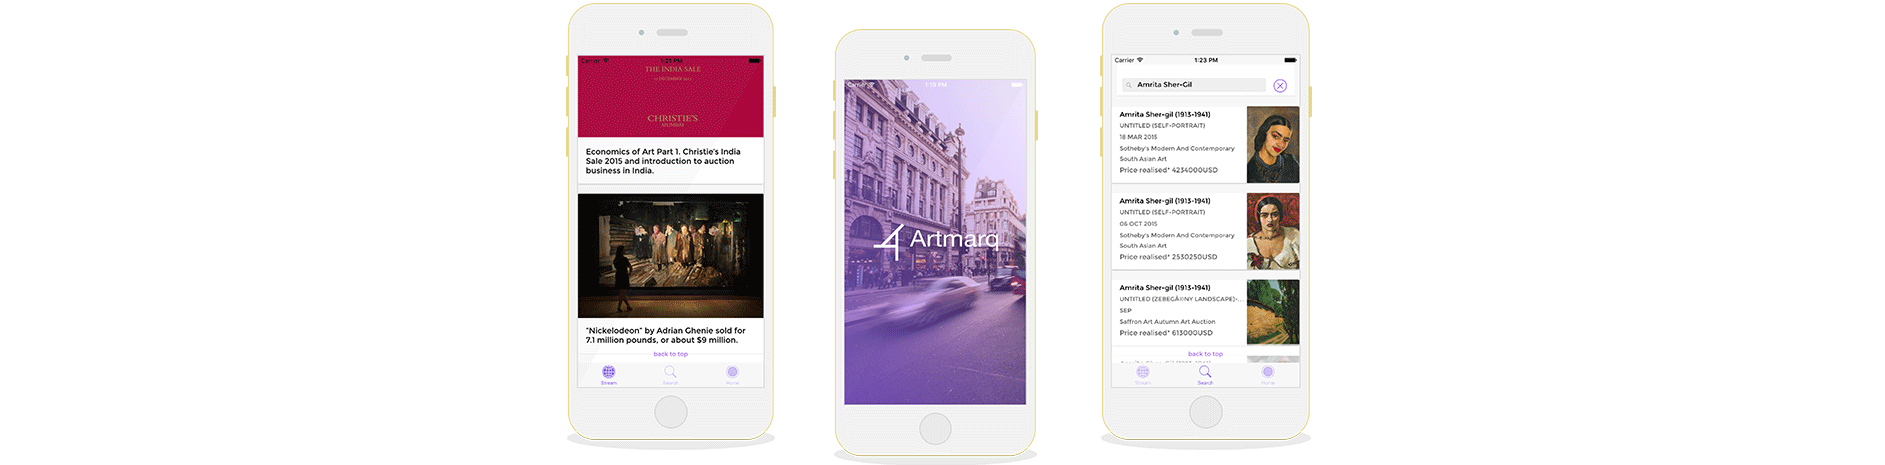 Carrier 1:21 PM
THE INDIA SALE
CHRISTIE'S
MUMBAI
Economics of Art Part 1. Christie's India
Sale 2015 and introduction to auction
business in India.
"Nickelodeon" by Adrian Ghenie sold for
7.1 million pounds, or about $9 million.
back to top
Stream Search Home
Carrier 1:19 PM
Artmarq
Carrier 1:23 PM
Amrita Sher-Gil
Amrita Sher-gil (1913-1941)
UNTITLED (SELF-PORTRAIT)
18 MAR 2015
Sotheby's Modern And Contemporary
South Asian Art
Price realised* 4234000USD
Amrita Sher-gil (1913-1941)
UNTITLED (SELF-PORTRAIT)
06 OCT 2015
Sotheby's Modern And Contemporary
South Asian Art
Price realised* 2530250USD
Amrita Sher-gil (1913-1941)
UNTITLED (ZEBEGÃ©NY LANDSCAPE)-...
SEP
Saffron Art Autumn Art Auction
Price realised* 613000USD
back to top
Stream Search Home